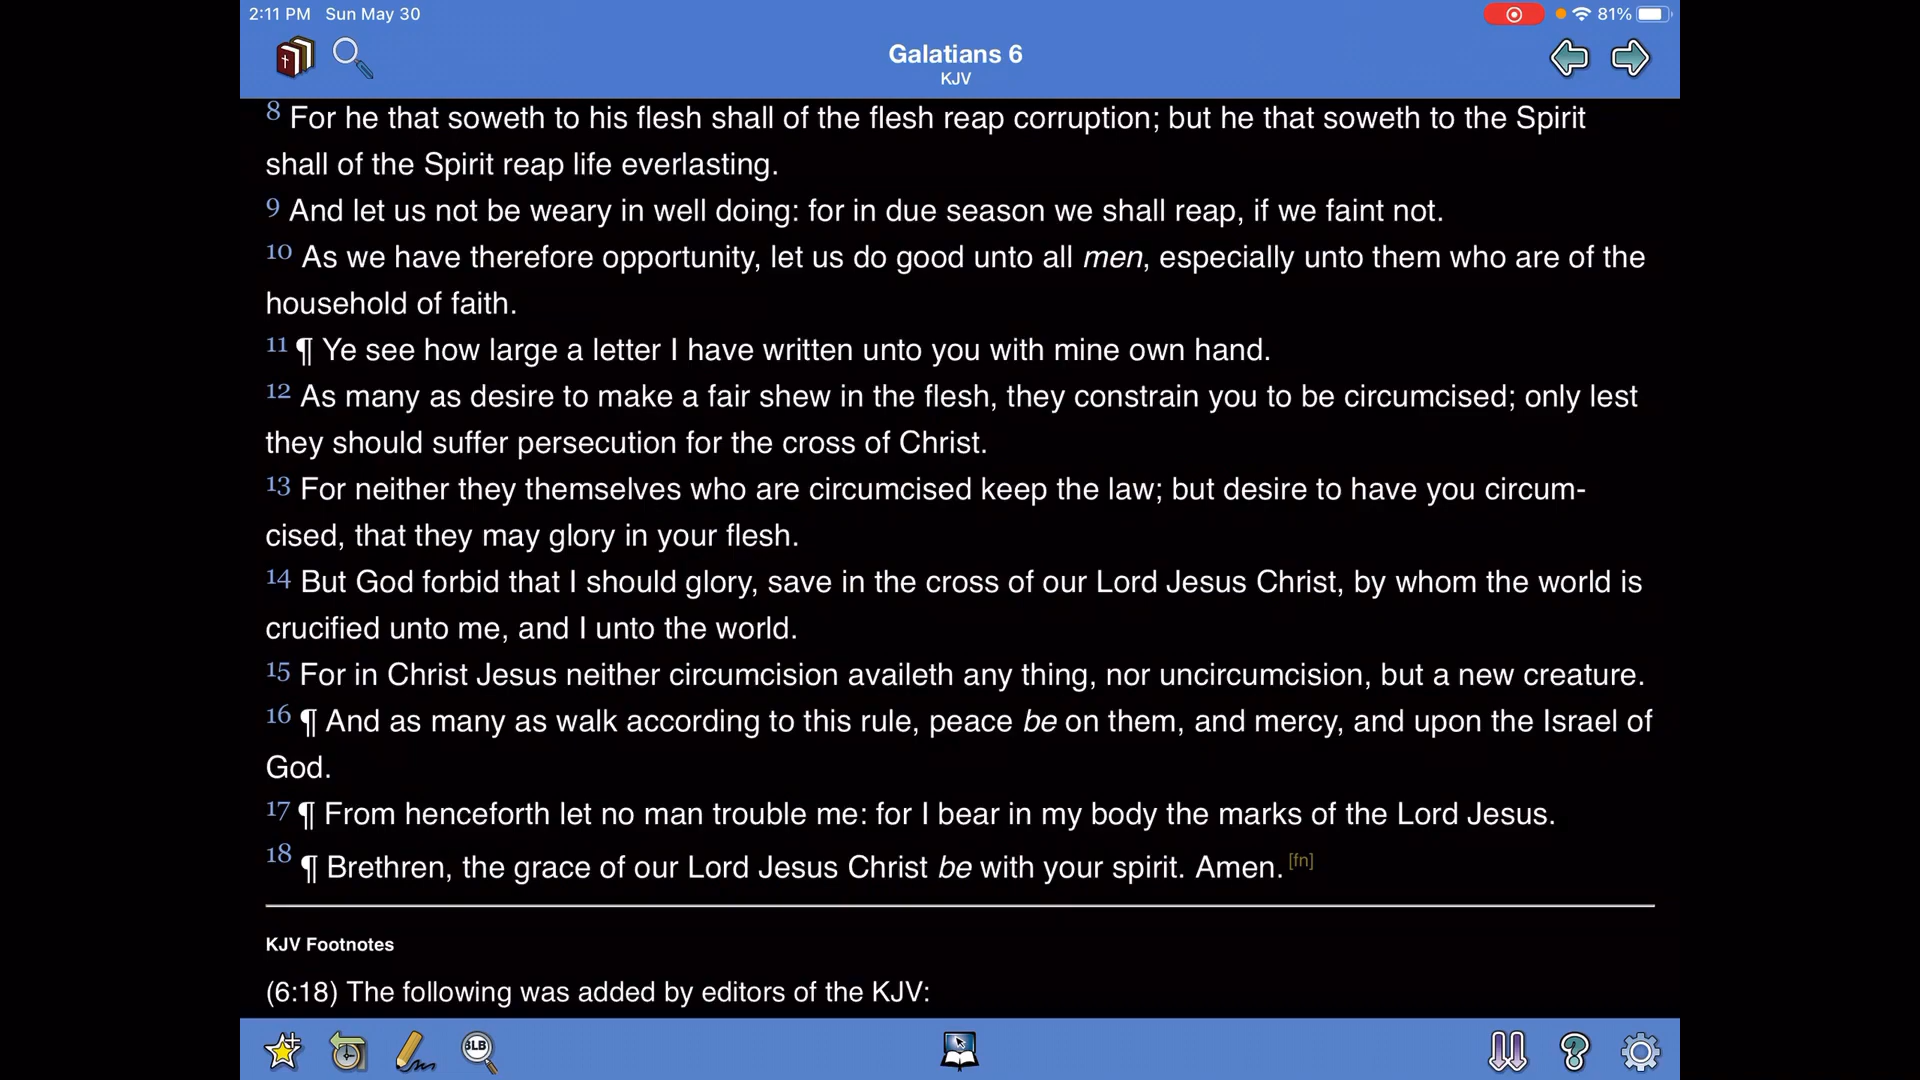 2:11 PM Sun May 30
81%
Galatians 6
KJV
8 For he that soweth to his flesh shall of the flesh reap corruption; but he that soweth to the Spirit
shall of the Spirit reap life everlasting.
9 And let us not be weary in well doing: for in due season we shall reap, if we faint not.
10 As we have therefore opportunity, let us do good unto all men, especially unto them who are of the
household of faith.
11 ¶ Ye see how large a letter I have written unto you with mine own hand.
12 As many as desire to make a fair shew in the flesh, they constrain you to be circumcised; only lest
they should suffer persecution for the cross of Christ.
13 For neither they themselves who are circumcised keep the law; but desire to have you circum-
cised, that they may glory in your flesh.
14 But God forbid that I should glory, save in the cross of our Lord Jesus Christ, by whom the world is
crucified unto me, and I unto the world.
15 For in Christ Jesus neither circumcision availeth any thing, nor uncircumcision, but a new creature.
16 ¶ And as many as walk according to this rule, peace be on them, and mercy, and upon the Israel of
God.
17 ¶ From henceforth let no man trouble me: for I bear in my body the marks of the Lord Jesus.
18 ¶ Brethren, the grace of our Lord Jesus Christ be with your spirit. Amen. [fn]
KJV Footnotes
(6:18) The following was added by editors of the KJV:
BLB